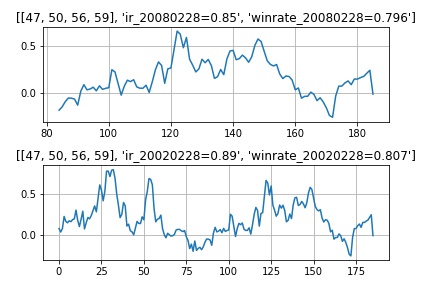 [[47, 50, 56, 59], 'ir_20080228=0.85', 'winrate_20080228=0.796']
0.5
0.0
80 100 120 140 160 180
[[47, 50, 56, 59], 'ir_20020228=0.89', 'winrate_20020228=0.807']
0.5
0.0
0 25 50 75 100 125 150 175